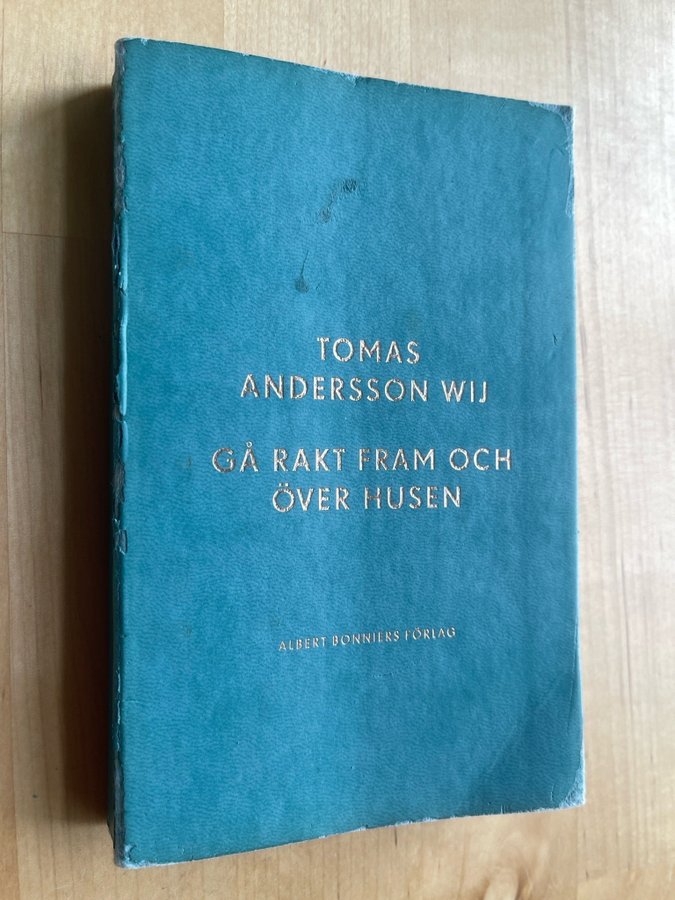 TOMAS
ANDERSSON WIJ
GÅ RAKT FRAM OCH
ÖVER HUSEN
ALBERT BONNIERS FÖRLAG